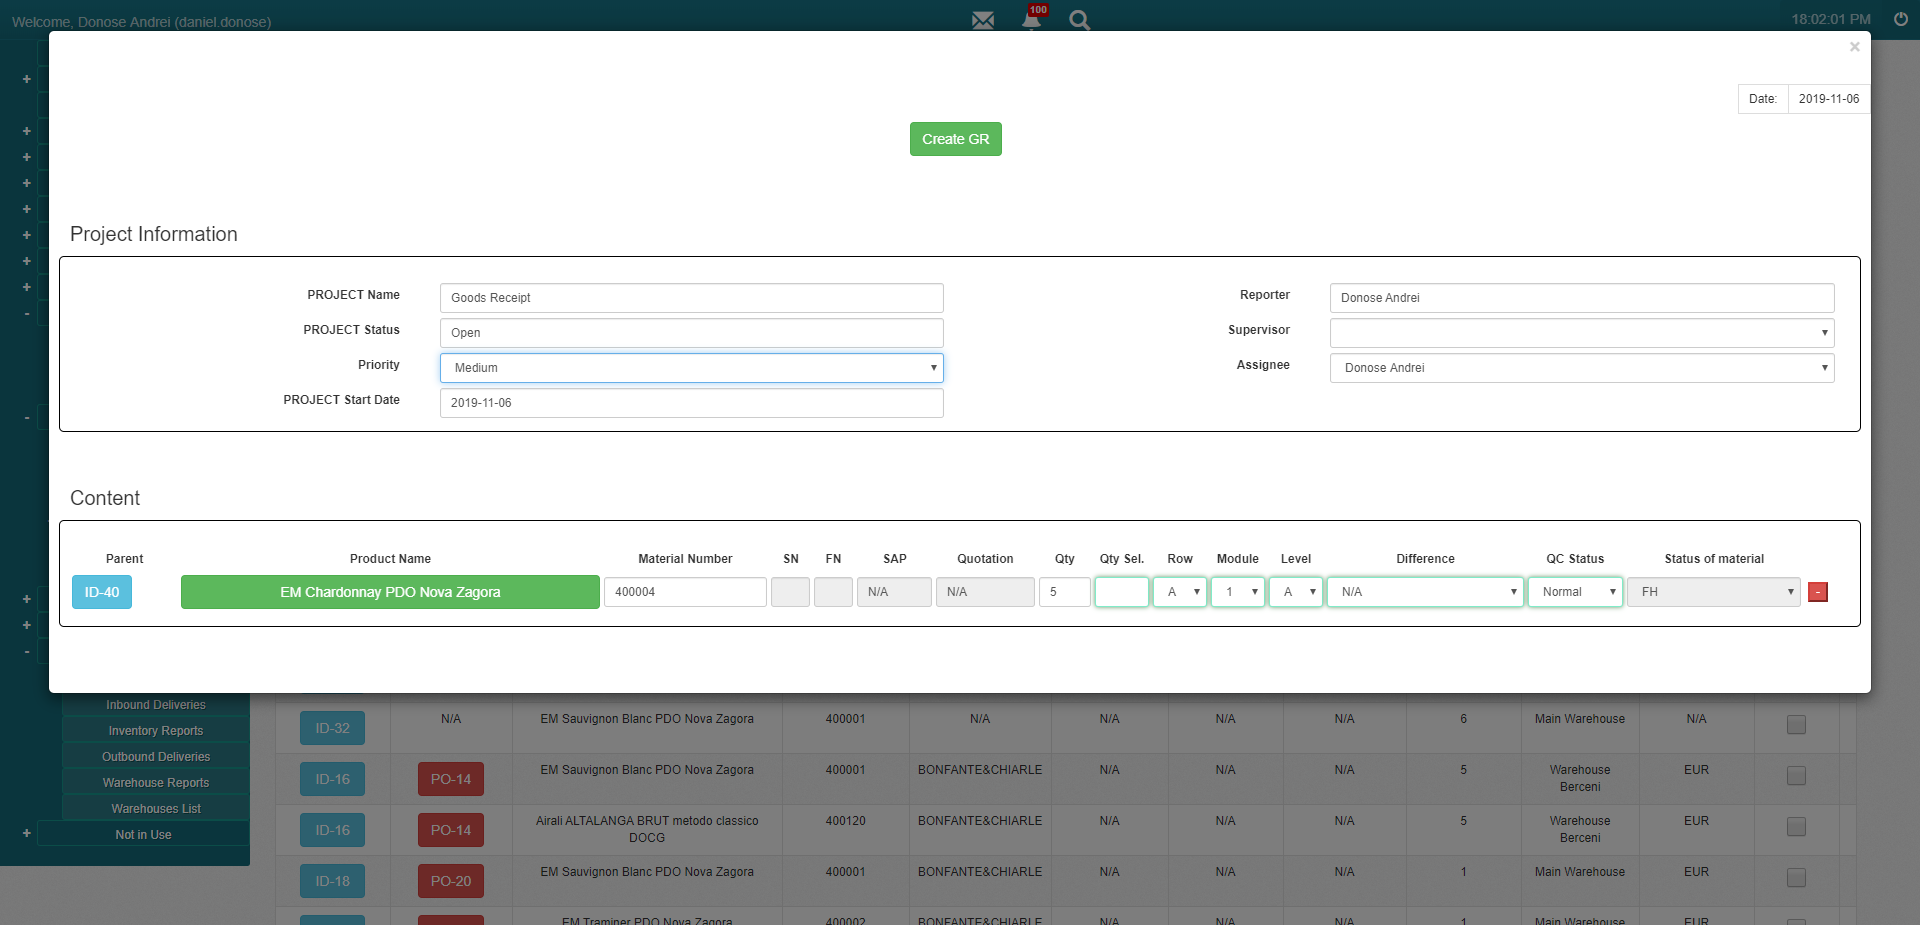 Welcome, Donose Andrei (daniel.donose)
100
18:02:01 PM
×
Date: 2019-11-06
Create GR
Project Information
PROJECT Name Goods Receipt Reporter Donose Andrei
PROJECT Status Open Supervisor
Priority Medium Assignee Donose Andrei
PROJECT Start Date 2019-11-06
Content
Parent Product Name Material Number SN FN SAP Quotation Qty Qty Sel. Row Module Level Difference QC Status Status of material
ID-40 EM Chardonnay PDO Nova Zagora 400004 N/A N/A 5 A 1 A N/A Normal FH -
Inbound Deliveries
Inventory Reports
Outbound Deliveries
Warehouse Reports
Warehouses List
+ Not in Use
ID-32 N/A EM Sauvignon Blanc PDO Nova Zagora 400001 N/A N/A N/A N/A 6 Main Warehouse N/A
ID-16 PO-14 EM Sauvignon Blanc PDO Nova Zagora 400001 BONFANTE&CHIARLE N/A N/A N/A 5 Warehouse Berceni EUR
ID-16 PO-14 Airali ALTALANGA BRUT metodo classico DOCG 400120 BONFANTE&CHIARLE N/A N/A N/A 5 Warehouse Berceni EUR
ID-18 PO-20 EM Sauvignon Blanc PDO Nova Zagora 400001 BONFANTE&CHIARLE N/A N/A N/A 1 Main Warehouse EUR
EM Traminer PDO Nova Zagora 400002 BONFANTE&CHIARLE N/A N/A N/A 1 Main Warehouse EUR